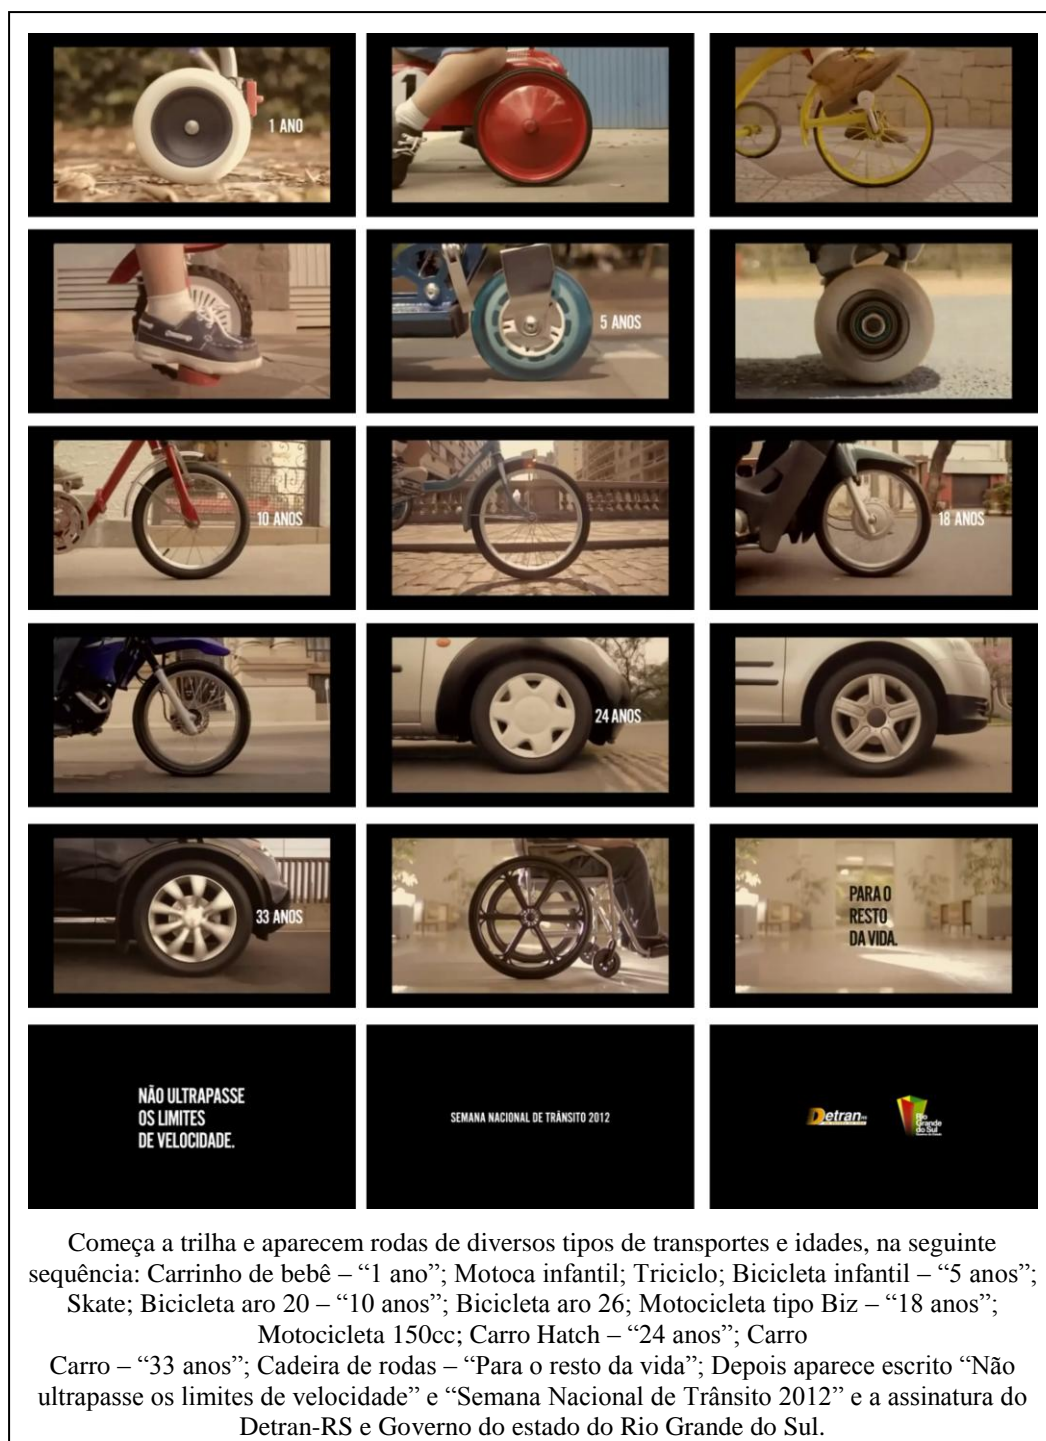 1 ANO
5 ANOS
10 ANOS
18 ANOS
24 ANOS
33 ANOS
PARA O
RESTO
DA VIDA.
NÃO ULTRAPASSE
OS LIMITES
DE VELOCIDADE.
SEMANA NACIONAL DE TRÂNSITO 2012
Detran
Rio
Grande
do Sul
Começa a trilha e aparecem rodas de diversos tipos de transportes e idades, na seguinte
sequência: Carrinho de bebê – “1 ano”; Motoca infantil; Triciclo; Bicicleta infantil – “5 anos”;
Skate; Bicicleta aro 20 – “10 anos”; Bicicleta aro 26; Motocicleta tipo Biz – “18 anos”;
Motocicleta 150cc; Carro Hatch – “24 anos”; Carro
Carro – “33 anos”; Cadeira de rodas – “Para o resto da vida”; Depois aparece escrito “Não
ultrapasse os limites de velocidade” e “Semana Nacional de Trânsito 2012” e a assinatura do
Detran-RS e Governo do estado do Rio Grande do Sul.